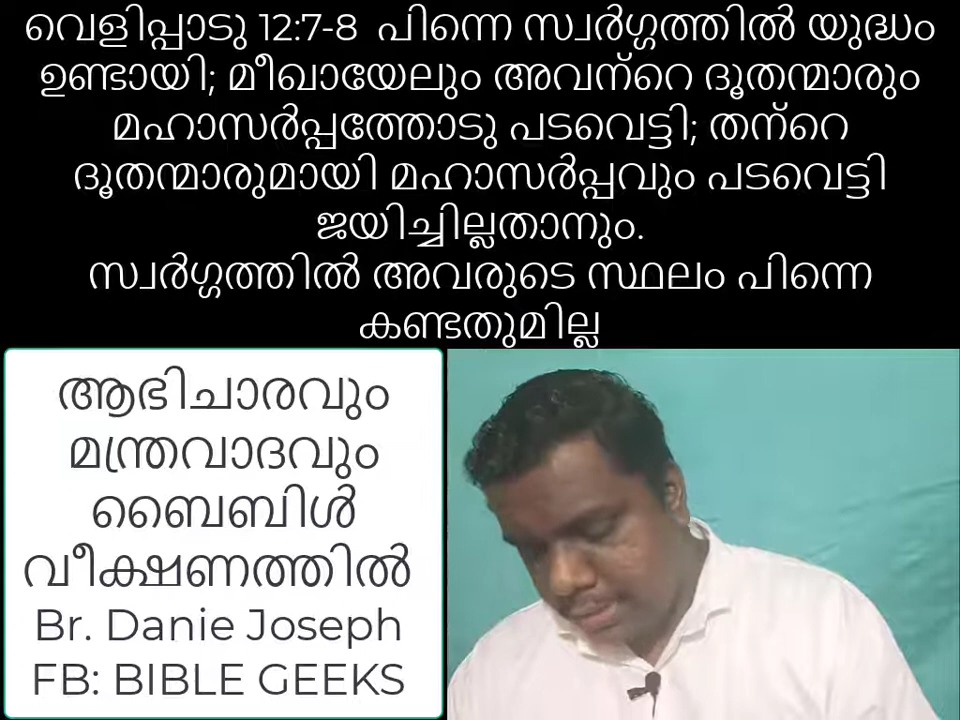 വെളിപ്പാടു 12:7-8 പിന്നെ സ്വർഗ്ഗത്തിൽ യുദ്ധം
ഉണ്ടായി; മീഖായേലും അവന്റെ ദൂതന്മാരും
മഹാസർപ്പത്തോടു പടവെട്ടി; തന്റെ
ദൂതന്മാരുമായി മഹാസർപ്പവും പടവെട്ടി
ജയിച്ചില്ലതാനും.
സ്വർഗ്ഗത്തിൽ അവരുടെ സ്ഥലം പിന്നെ
കണ്ടതുമില്ല
ആഭിചാരവും
മന്ത്രവാദവും
ബൈബിൾ
വീക്ഷണത്തിൽ
Br. Danie Joseph
FB: BIBLE GEEKS